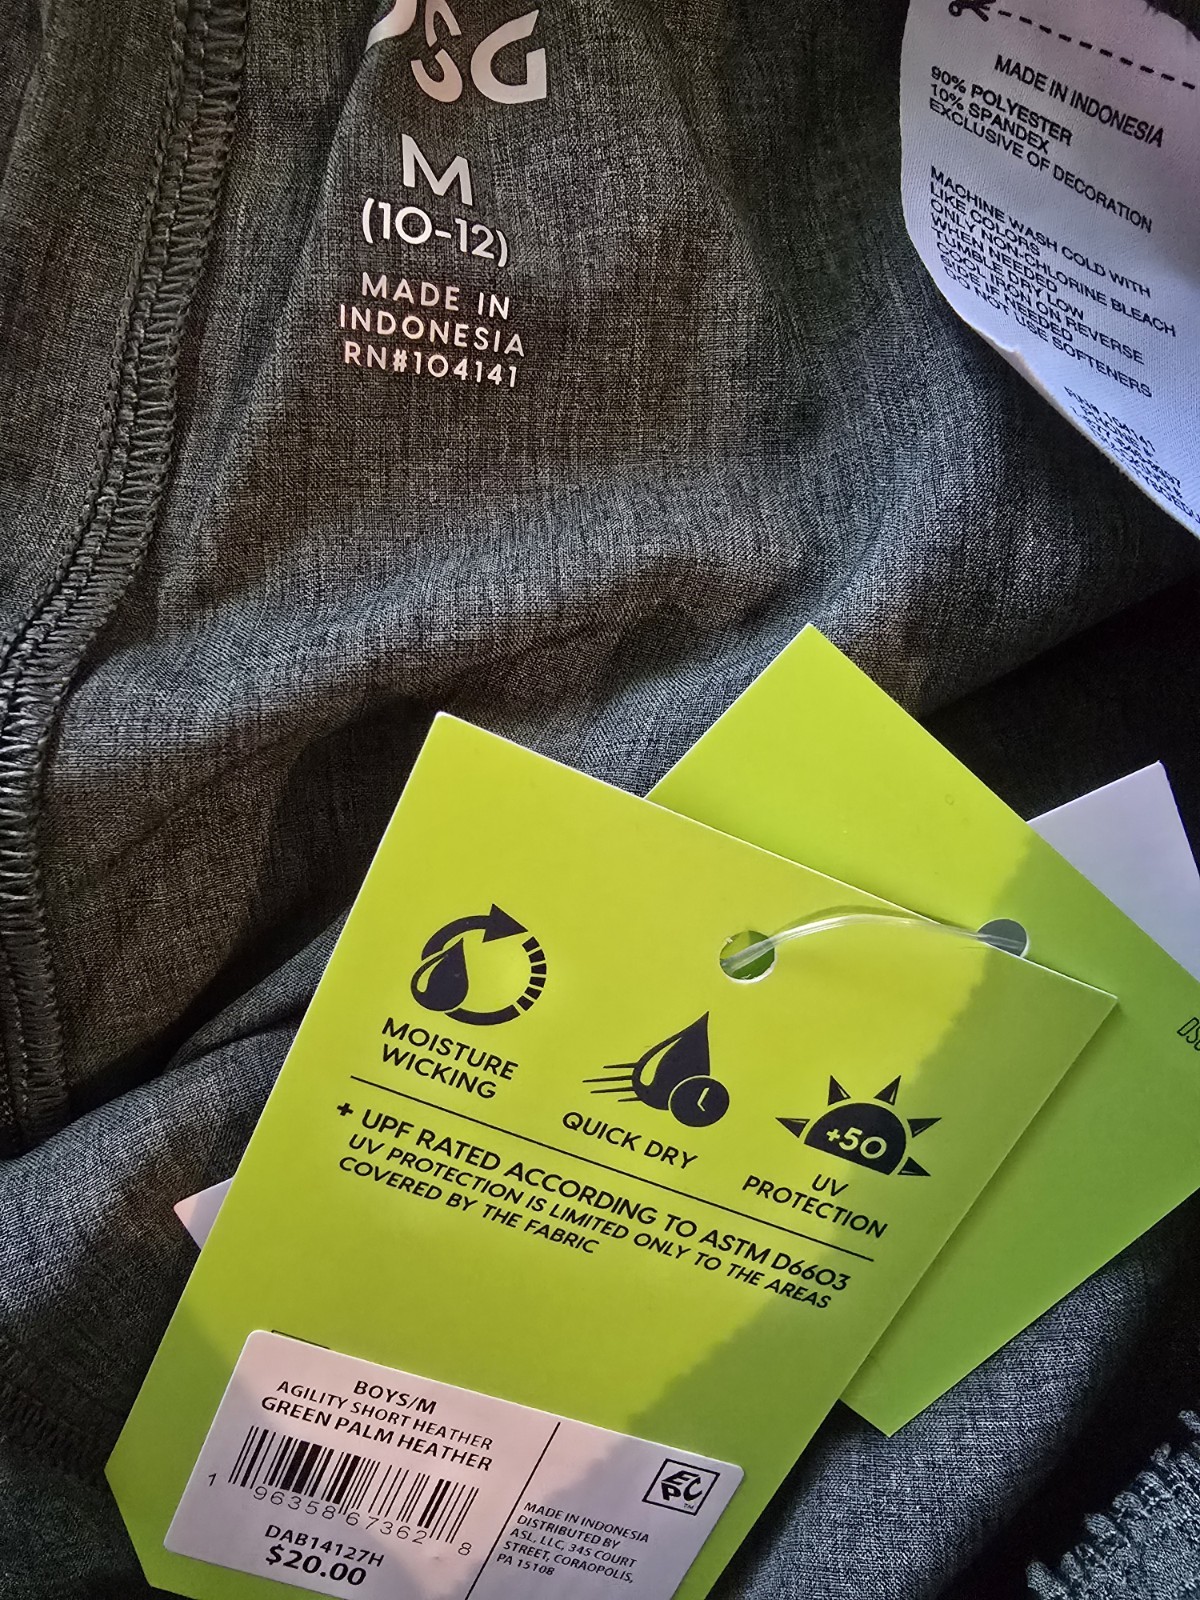 DSG
M
(10-12)
MADE IN
INDONESIA
RN#104141
MADE IN INDONESIA
90% POLYESTER
10% SPANDEX
EXCLUSIVE OF DECORATION
MACHINE WASH COLD WITH
LIKE COLORS
ONLY NON-CHLORINE BLEACH
WHEN NEEDED
TUMBLE DRY LOW
COOL IRON ON REVERSE
SIDE IF NEEDED
DO NOT USE SOFTENERS
MOISTURE
WICKING
QUICK DRY
+50
UV
PROTECTION
+ UPF RATED ACCORDING TO ASTM D6603
UV PROTECTION IS LIMITED ONLY TO THE AREAS
COVERED BY THE FABRIC
BOYS/M
AGILITY SHORT HEATHER
GREEN PALM HEATHER
1 96358 67362 8
DAB14127H
$20.00
EPC
MADE IN INDONESIA
DISTRIBUTED BY
ASL, LLC, 345 COURT
STREET, CORAOPOLIS,
PA 15108